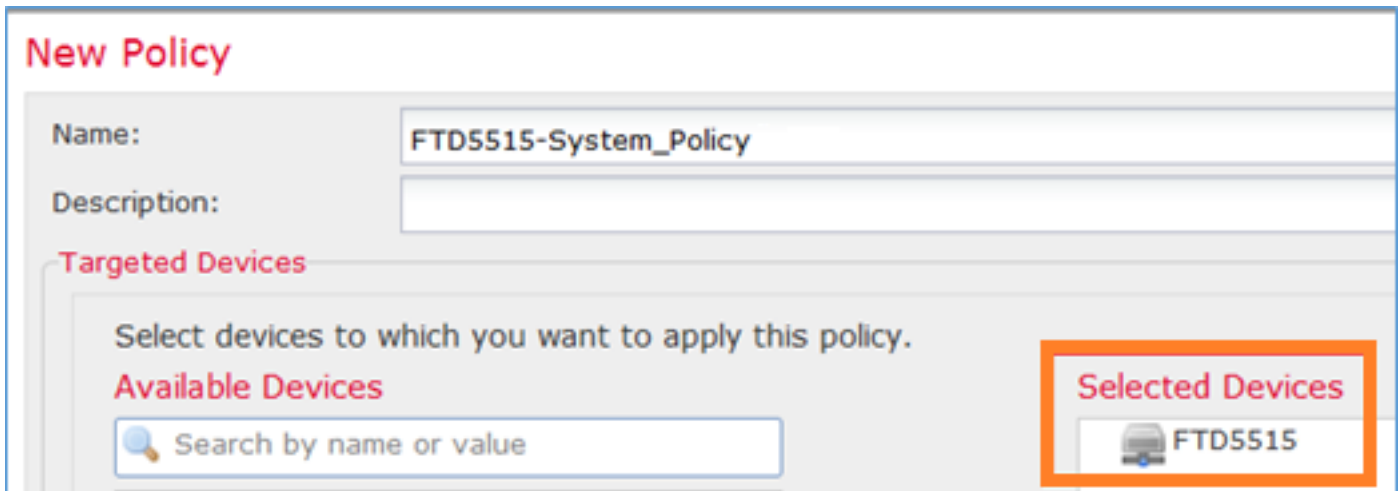 New Policy
Name:
FTD5515-System_Policy
Description:
Targeted Devices
Select devices to which you want to apply this policy.
Available Devices
Selected Devices
Search by name or value
FTD5515